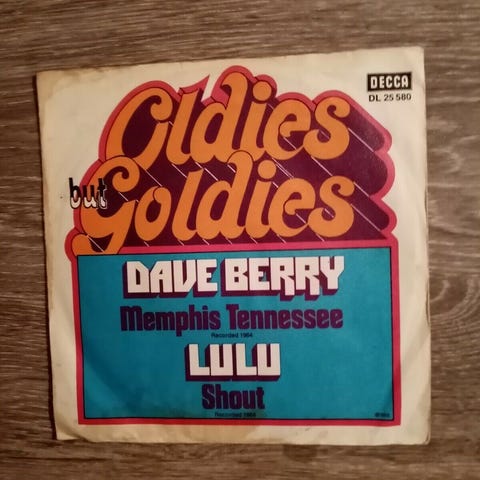 DECCA
DL 25 580
Oldies
but Goldies
DAVE BERRY
Memphis Tennessee
Recorded 1964
LULU
Shout
Recorded 1964